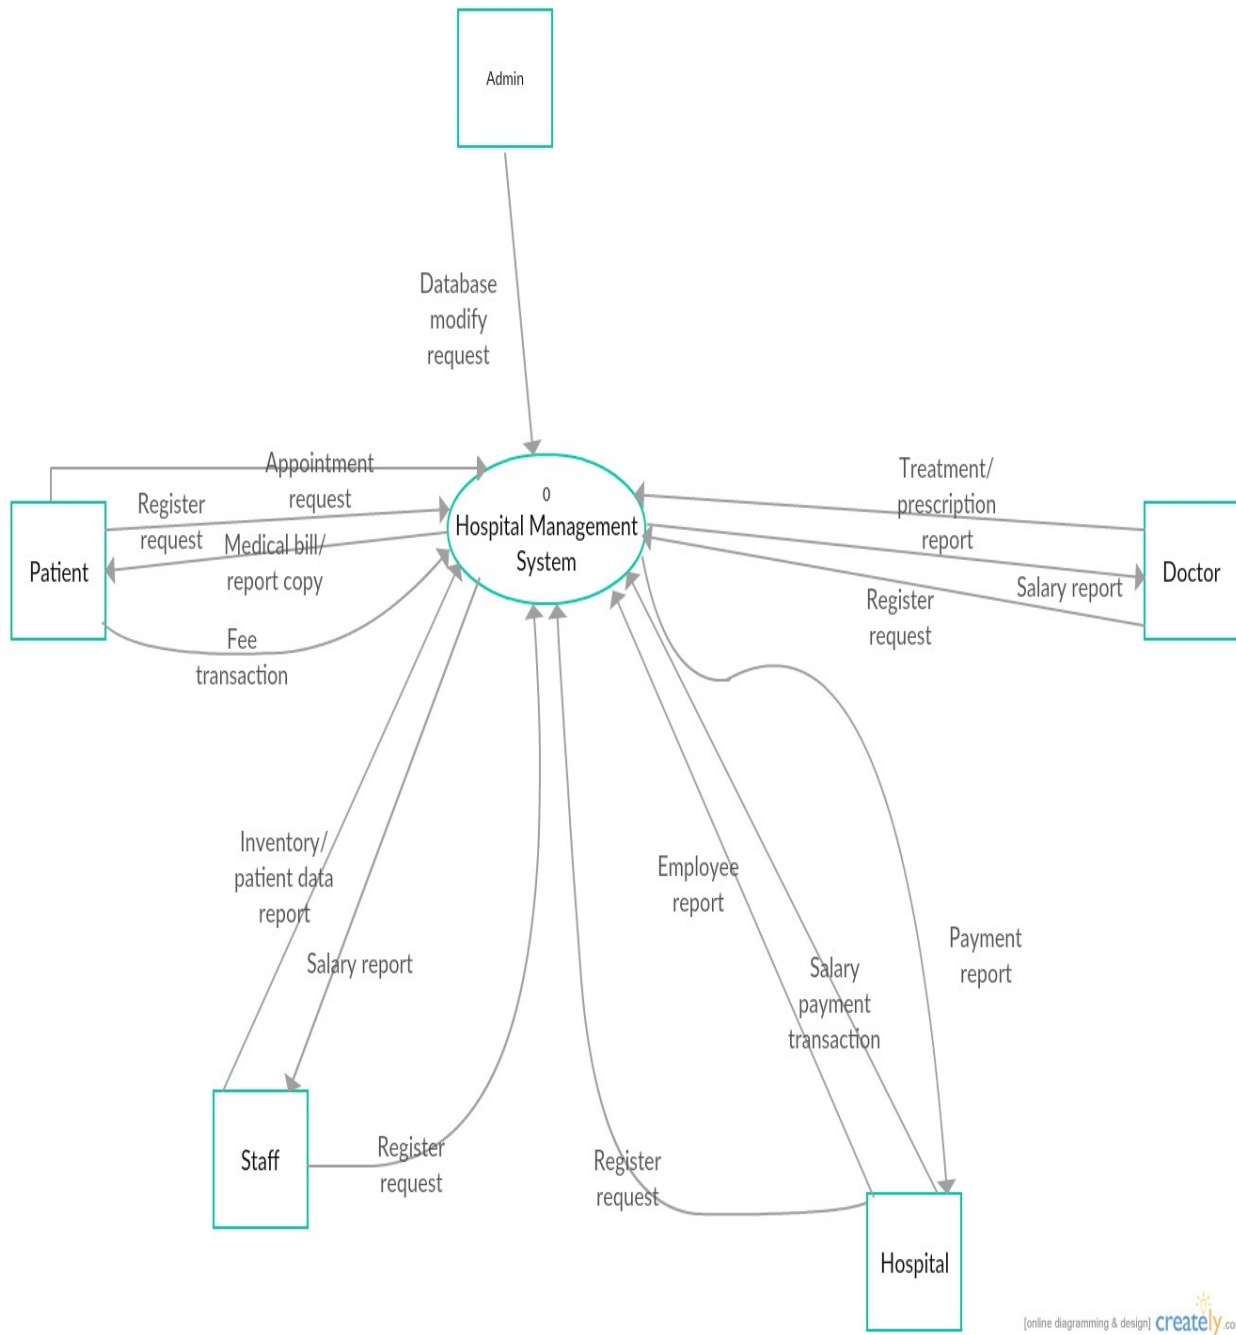 Admin
Database
modify
request
Appointment
request
Register
request
Medical bill/
report copy
Fee
transaction
Patient
0
Hospital Management
System
Treatment/
prescription
report
Salary report
Register
request
Doctor
Inventory/
patient data
report
Salary report
Register
request
Staff
Employee
report
Salary
payment
transaction
Payment
report
Register
request
Hospital
[online diagramming & design] creately.co